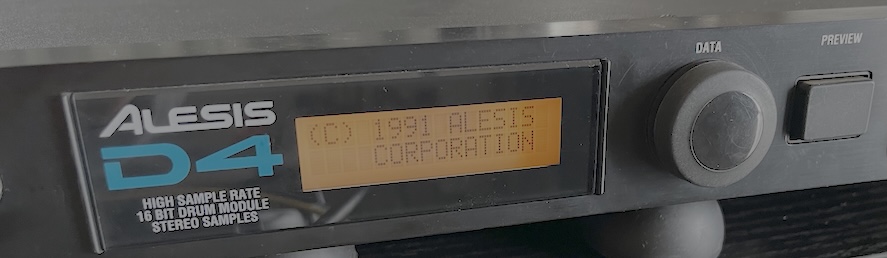 ALESIS
D4
HIGH SAMPLE RATE
16 BIT DRUM MODULE
STEREO SAMPLES
(C) 1991 ALESIS
CORPORATION
DATA
PREVIEW